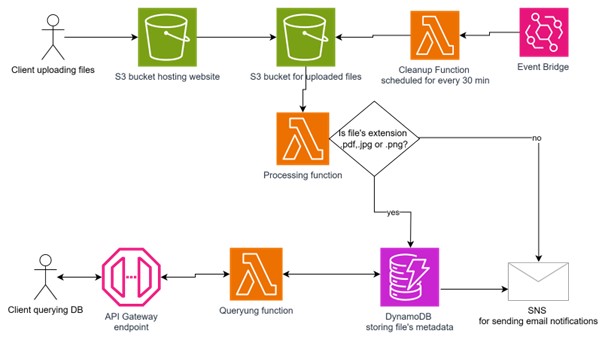 Client uploading files
S3 bucket hosting website
S3 bucket for uploaded files
Cleanup Function
scheduled for every 30 min
Event Bridge
Is file's extension
.pdf,.jpg or .png?
no
Processing function
yes
Client querying DB
API Gateway
endpoint
Queryung function
DynamoDB
storing file's metadata
SNS
for sending email notifications